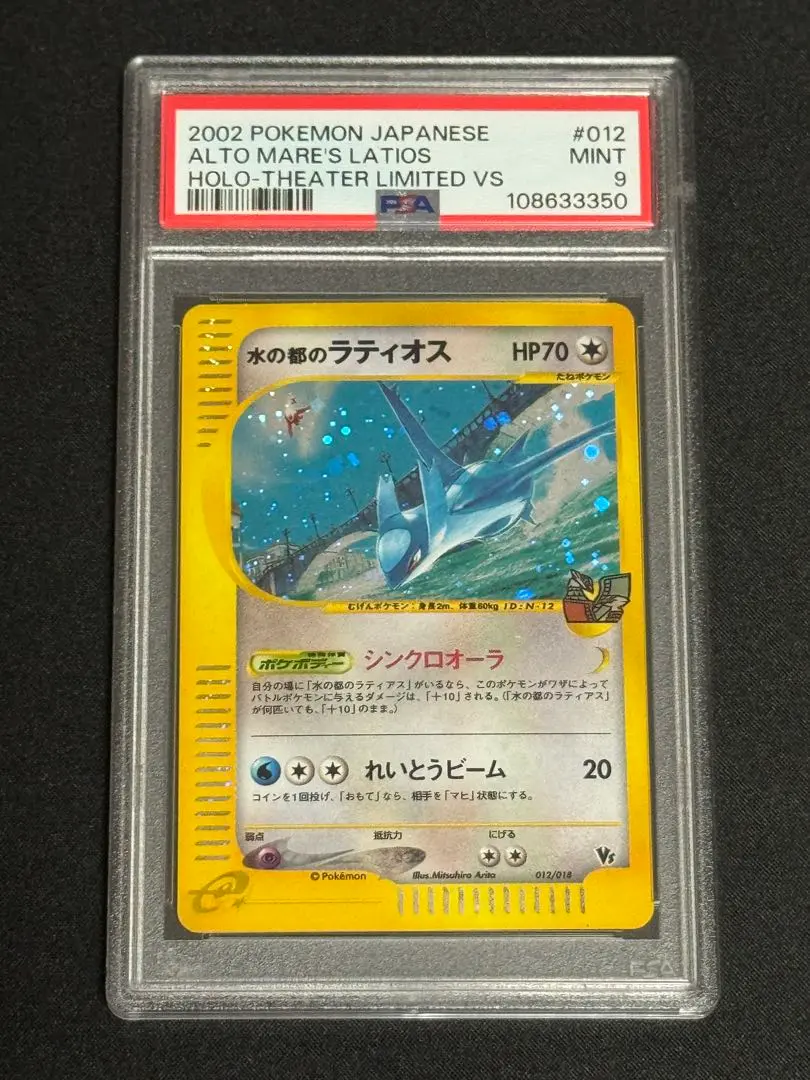 2002 POKEMON JAPANESE #012
ALTO MARE'S LATIOS MINT
HOLO-THEATER LIMITED VS 9
PSA 108633350
水の都のラティオス HP70
たねポケモン
むげんポケモン：身長2m、体重60kg ID:N-12
特殊体質
ポケボディー シンクロオーラ
自分の場に「水の都のラティアス」がいるなら、このポケモンがワザによって
バトルポケモンに与えるダメージは、「＋10」される。（「水の都のラティアス」
が何匹いても、「＋10」のまま。）
れいとうビーム 20
コインを1回投げ、「おもて」なら、相手を「マヒ」状態にする。
弱点 抵抗力 にげる
©Pokémon Illus.Mitsuhiro Arita 012/018 VS
e
PSA